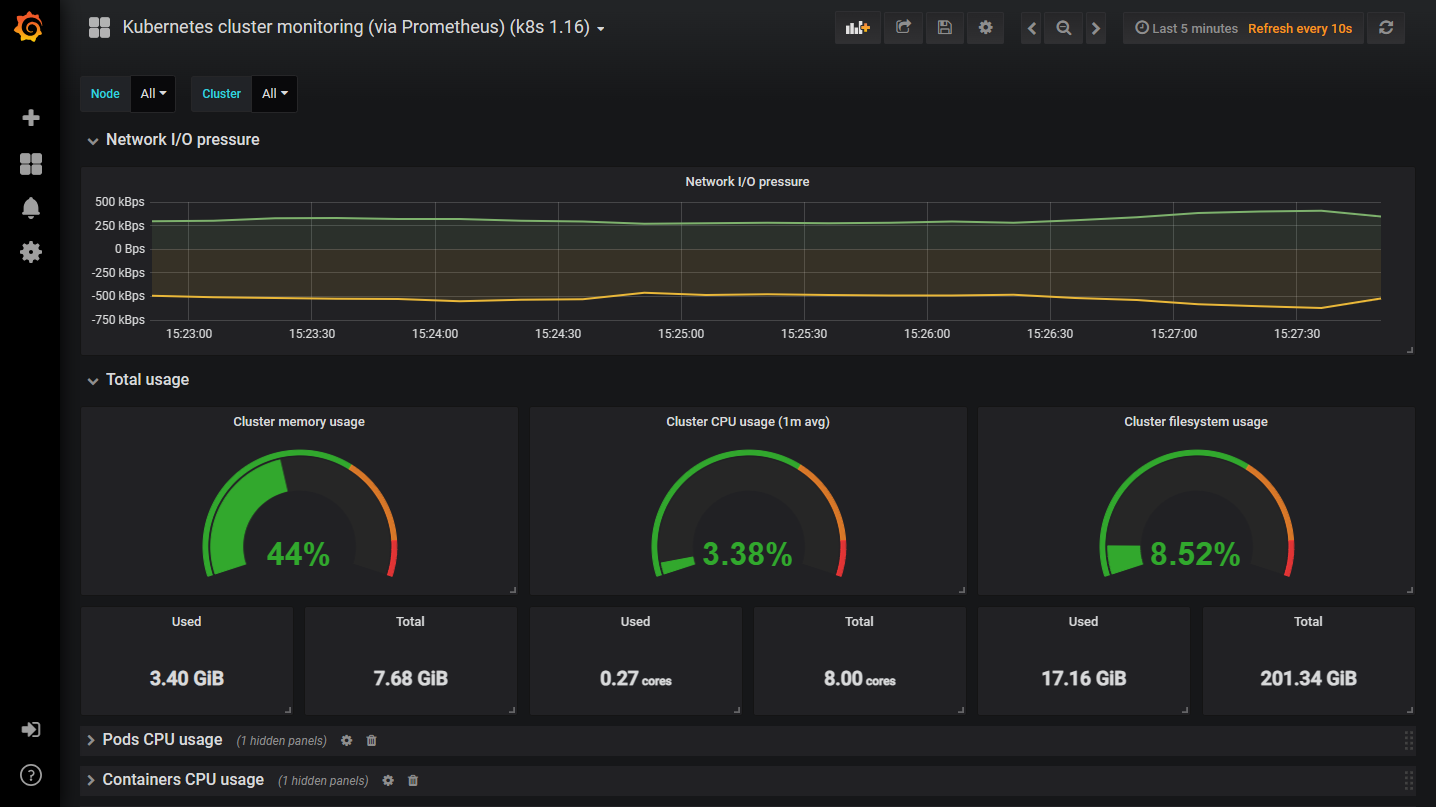 Kubernetes cluster monitoring (via Prometheus) (k8s 1.16)
Last 5 minutes Refresh every 10s
Node All Cluster All
Network I/O pressure
Network I/O pressure
500 kBps
250 kBps
0 Bps
-250 kBps
-500 kBps
-750 kBps
15:23:00 15:23:30 15:24:00 15:24:30 15:25:00 15:25:30 15:26:00 15:26:30 15:27:00 15:27:30
Total usage
Cluster memory usage
44%
Cluster CPU usage (1m avg)
3.38%
Cluster filesystem usage
8.52%
Used
3.40 GiB
Total
7.68 GiB
Used
0.27 cores
Total
8.00 cores
Used
17.16 GiB
Total
201.34 GiB
Pods CPU usage (1 hidden panels)
Containers CPU usage (1 hidden panels)